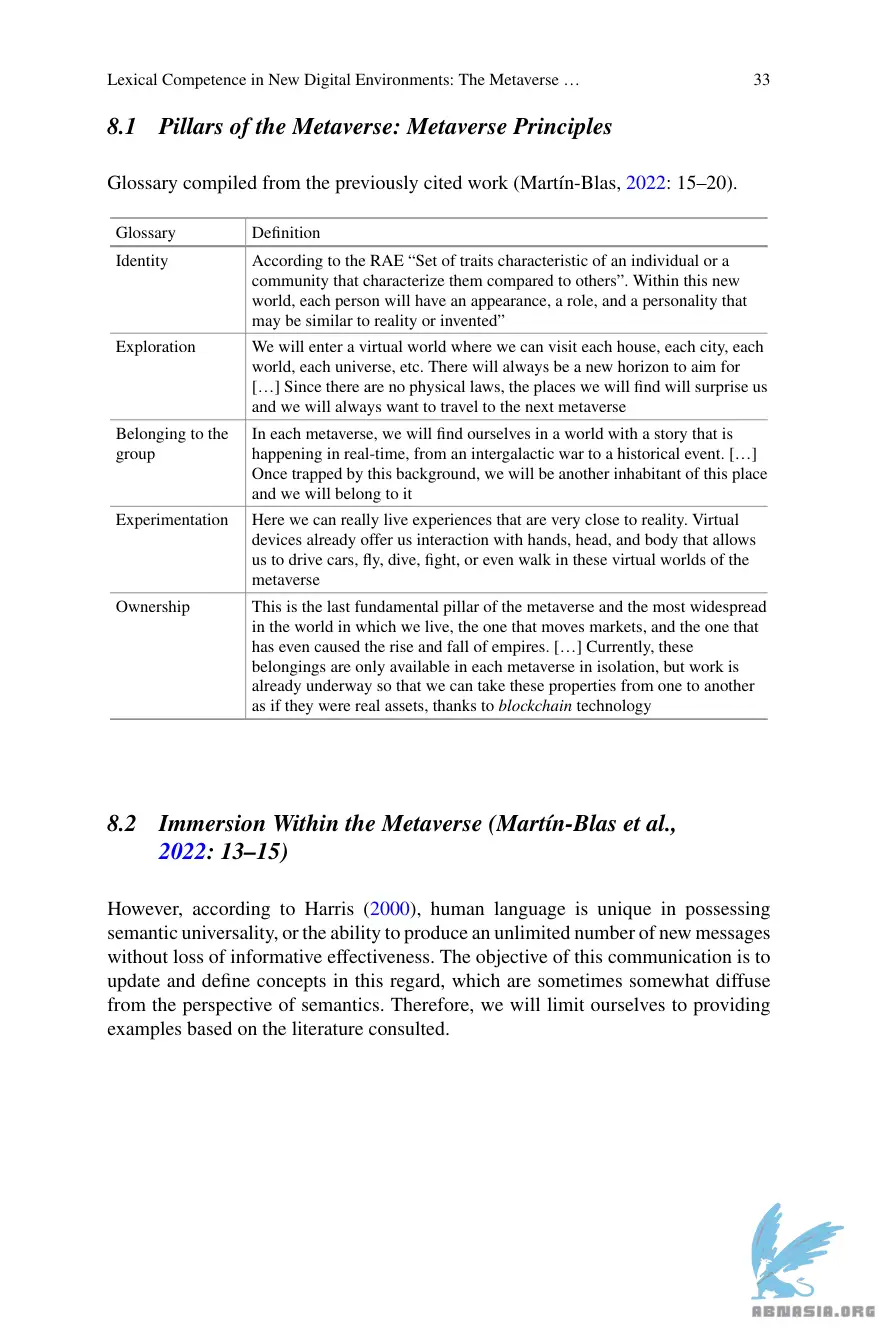 Lexical Competence in New Digital Environments: The Metaverse … 33
8.1 Pillars of the Metaverse: Metaverse Principles
Glossary compiled from the previously cited work (Martín-Blas, 2022: 15–20).
Glossary Definition
Identity According to the RAE “Set of traits characteristic of an individual or a
community that characterize them compared to others”. Within this new
world, each person will have an appearance, a role, and a personality that
may be similar to reality or invented”
Exploration We will enter a virtual world where we can visit each house, each city, each
world, each universe, etc. There will always be a new horizon to aim for
[…] Since there are no physical laws, the places we will find will surprise us
and we will always want to travel to the next metaverse
Belonging to the In each metaverse, we will find ourselves in a world with a story that is
group happening in real-time, from an intergalactic war to a historical event. […]
Once trapped by this background, we will be another inhabitant of this place
and we will belong to it
Experimentation Here we can really live experiences that are very close to reality. Virtual
devices already offer us interaction with hands, head, and body that allows
us to drive cars, fly, dive, fight, or even walk in these virtual worlds of the
metaverse
Ownership This is the last fundamental pillar of the metaverse and the most widespread
in the world in which we live, the one that moves markets, and the one that
has even caused the rise and fall of empires. […] Currently, these
belongings are only available in each metaverse in isolation, but work is
already underway so that we can take these properties from one to another
as if they were real assets, thanks to blockchain technology
8.2 Immersion Within the Metaverse (Martín-Blas et al.,
2022: 13–15)
However, according to Harris (2000), human language is unique in possessing
semantic universality, or the ability to produce an unlimited number of new messages
without loss of informative effectiveness. The objective of this communication is to
update and define concepts in this regard, which are sometimes somewhat diffuse
from the perspective of semantics. Therefore, we will limit ourselves to providing
examples based on the literature consulted.
ABNASIA.ORG